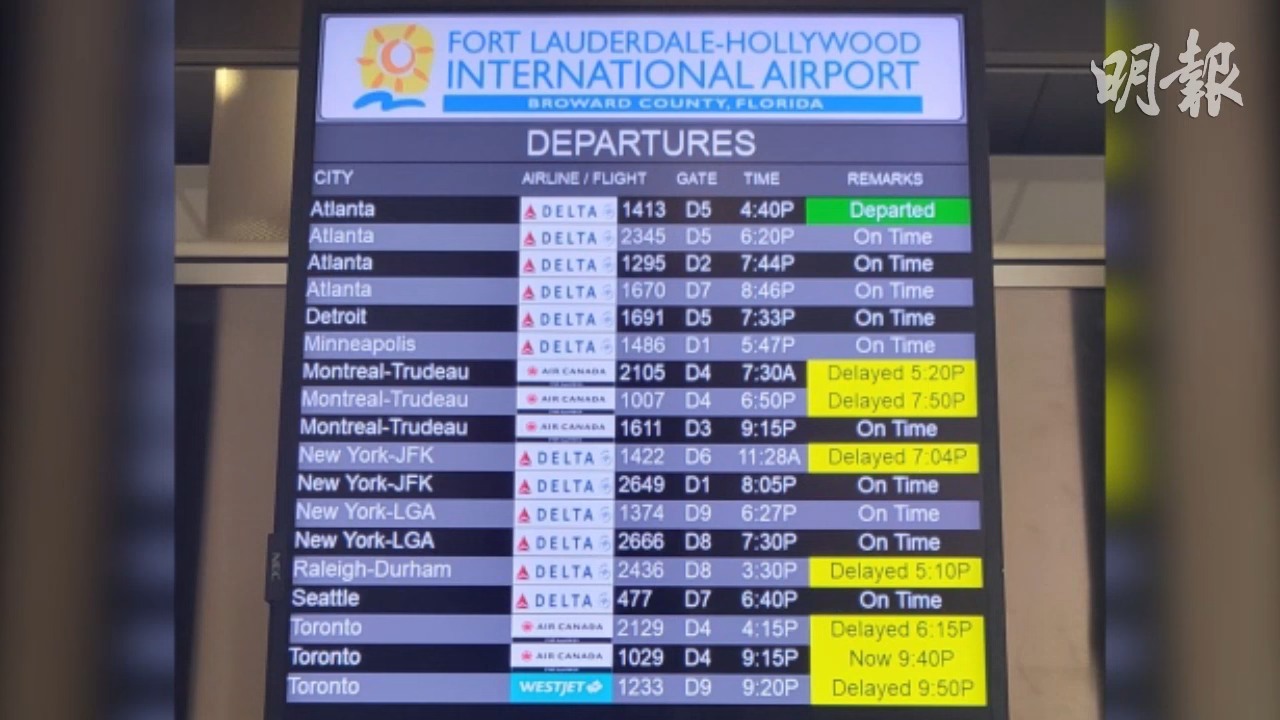 明報
FORT LAUDERDALE-HOLLYWOOD
INTERNATIONAL AIRPORT
BROWARD COUNTY, FLORIDA
DEPARTURES
CITY AIRLINE / FLIGHT GATE TIME REMARKS
Atlanta DELTA 1413 D5 4:40P Departed
Atlanta DELTA 2345 D5 6:20P On Time
Atlanta DELTA 1295 D2 7:44P On Time
Atlanta DELTA 1670 D7 8:46P On Time
Detroit DELTA 1691 D5 7:33P On Time
Minneapolis DELTA 1486 D1 5:47P On Time
Montreal-Trudeau AIR CANADA 2105 D4 7:30A Delayed 5:20P
Montreal-Trudeau AIR CANADA 1007 D4 6:50P Delayed 7:50P
Montreal-Trudeau AIR CANADA 1611 D3 9:15P On Time
New York-JFK DELTA 1422 D6 11:28A Delayed 7:04P
New York-JFK DELTA 2649 D1 8:05P On Time
New York-LGA DELTA 1374 D9 6:27P On Time
New York-LGA DELTA 2666 D8 7:30P On Time
Raleigh-Durham DELTA 2436 D8 3:30P Delayed 5:10P
Seattle DELTA 477 D7 6:40P On Time
Toronto AIR CANADA 2129 D4 4:15P Delayed 6:15P
Toronto AIR CANADA 1029 D4 9:15P Now 9:40P
Toronto WESTJET 1233 D9 9:20P Delayed 9:50P
NEC